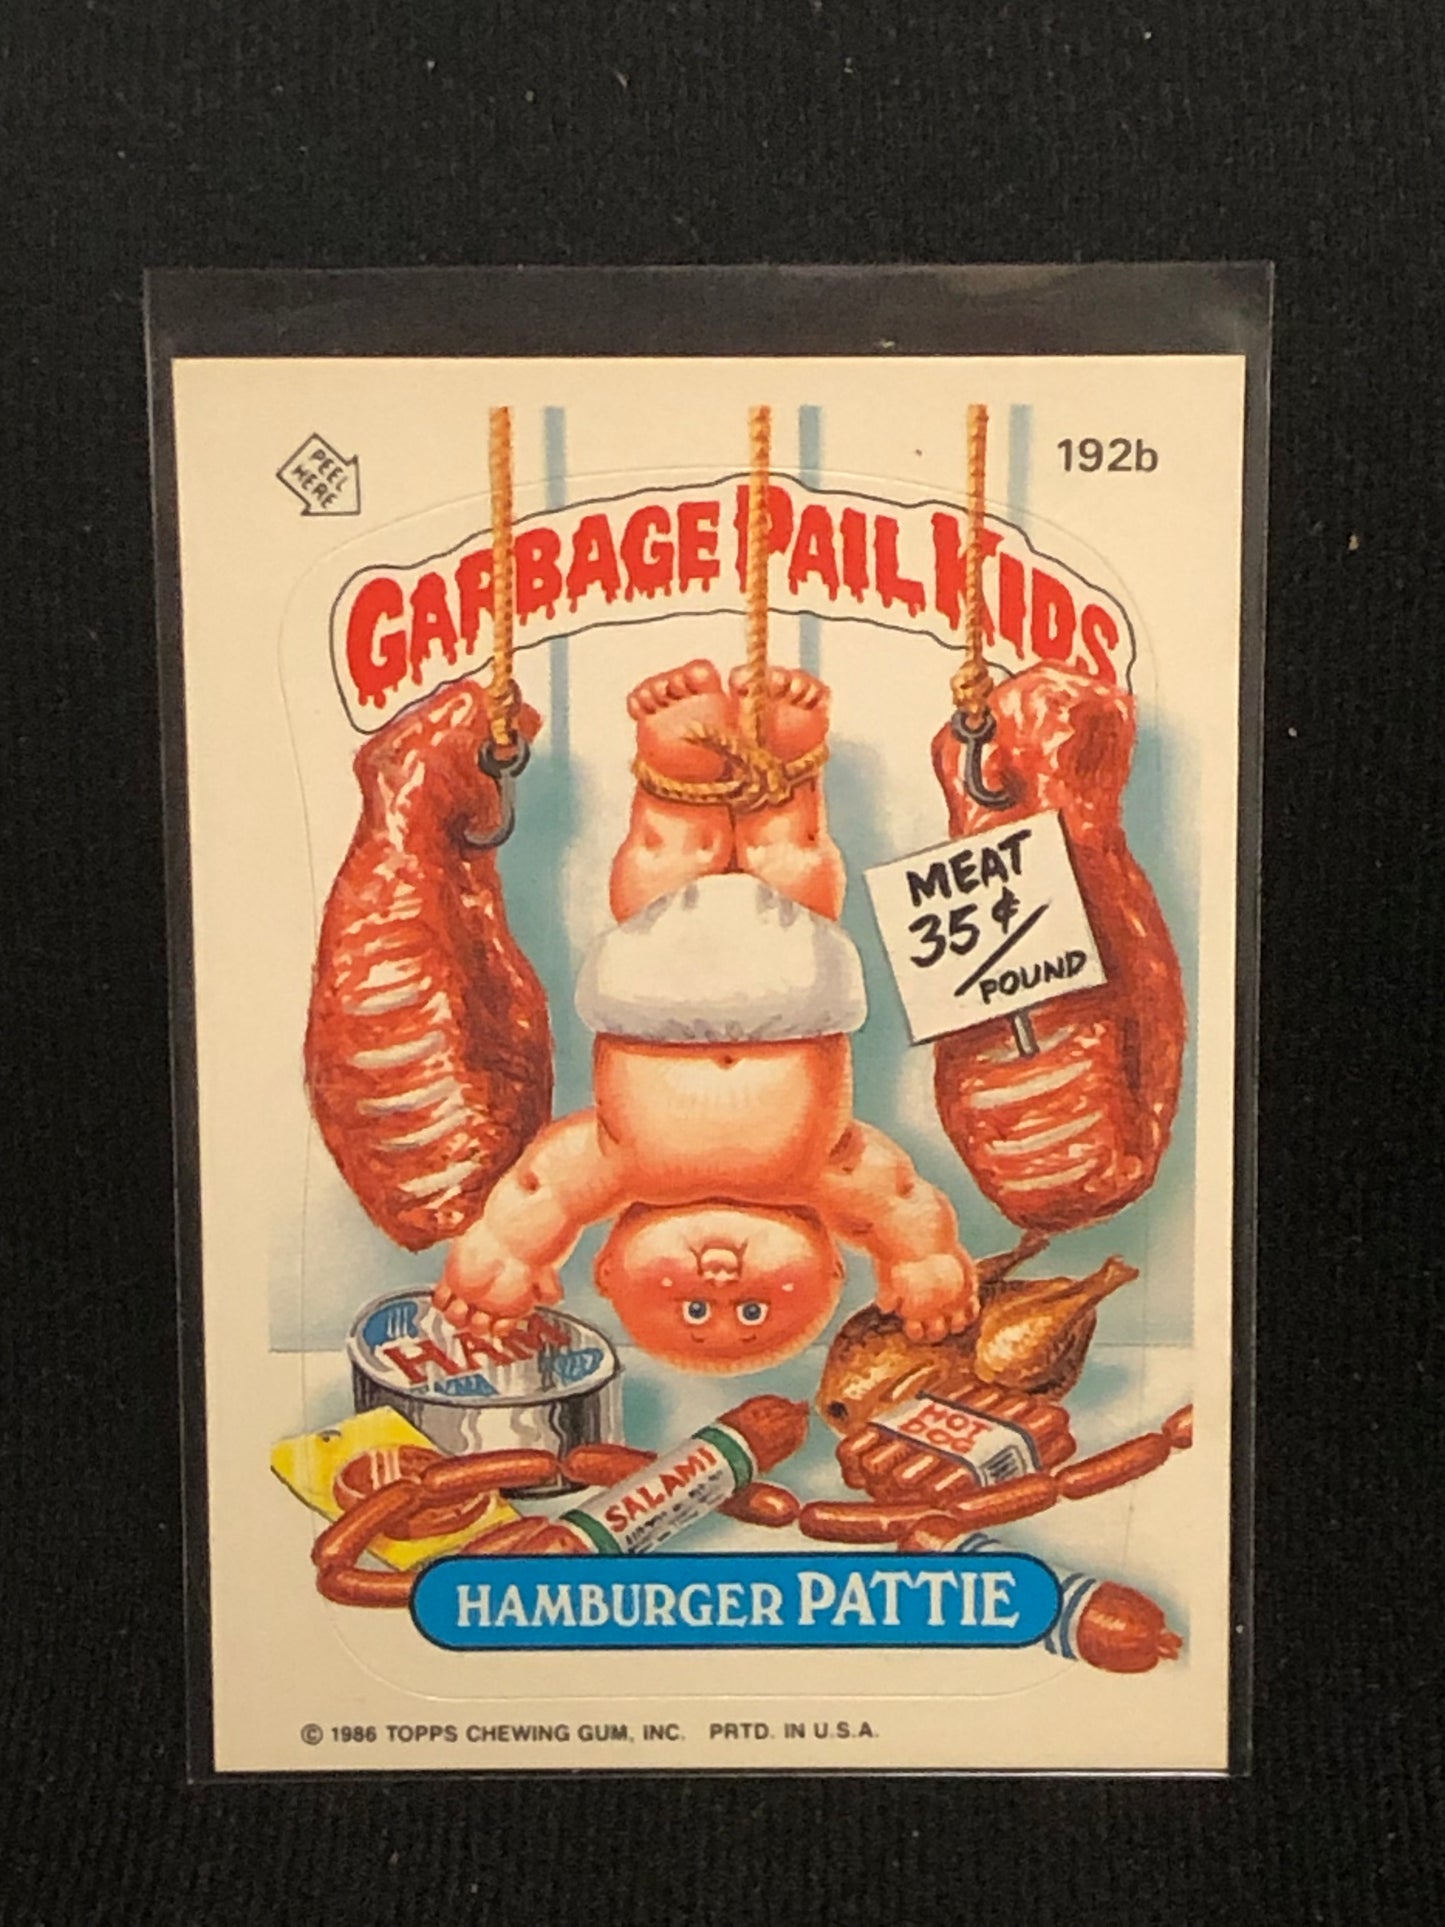 PEEL
HERE
192b
GARBAGE PAIL KIDS
MEAT
35¢/
POUND
HAM
HOT
DOG
SALAMI
HAMBURGER PATTIE
© 1986 TOPPS CHEWING GUM, INC. PRTD. IN U.S.A.